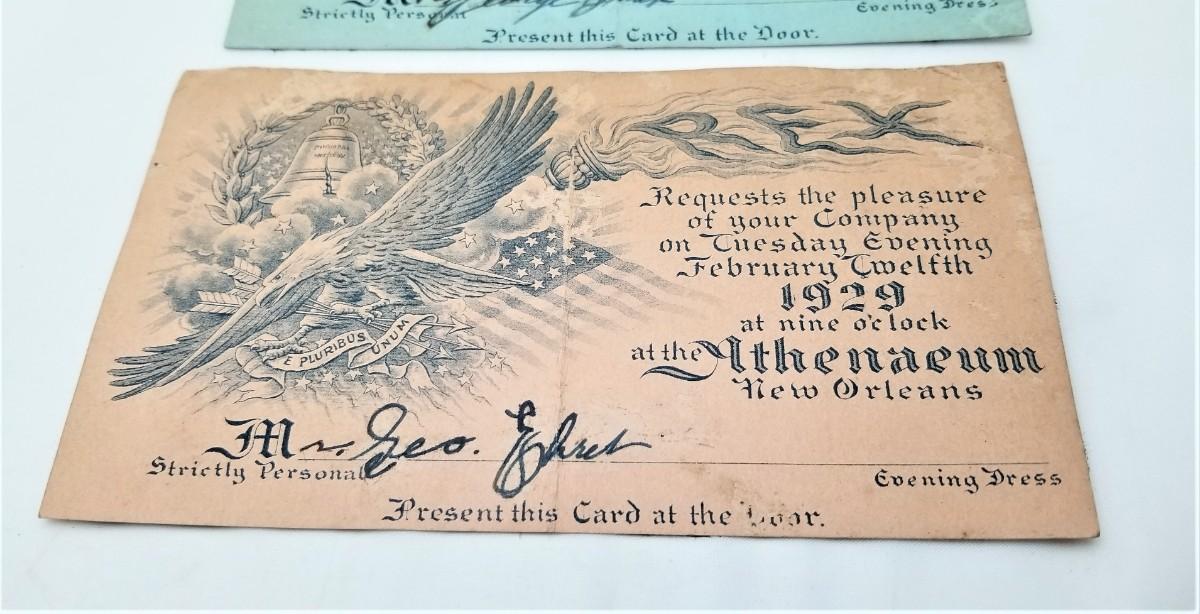 Strictly Personal
Evening Dress
Present this Card at the Door.
REX
Requests the pleasure
of your Company
on Tuesday Evening
February Twelfth
1929
at nine o'clock
at the Athenaeum
New Orleans
E PLURIBUS UNUM
Mr. Geo. Ehret
Strictly Personal
Evening Dress
Present this Card at the Door.